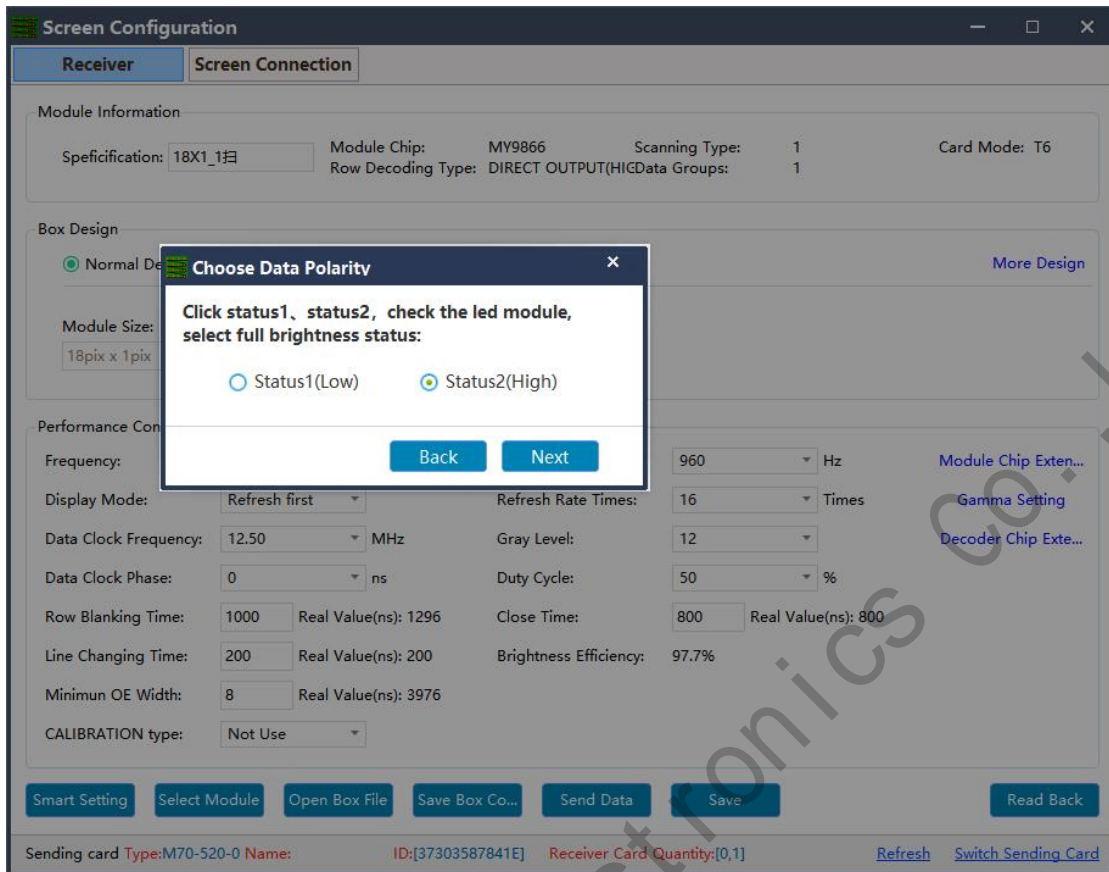 Screen Configuration
Receiver Screen Connection
Module Information
Speficification: 18X1_1扫 Module Chip: MY9866 Scanning Type: 1 Card Mode: T6
Row Decoding Type: DIRECT OUTPUT(HIGData Groups: 1
Box Design
Normal De More Design
Choose Data Polarity
Click status1、status2，check the led module,
select full brightness status:
Module Size:
18pix x 1pix
Status1(Low) Status2(High)
Back Next
Performance Con
Frequency: 960 Hz Module Chip Exten...
Display Mode: Refresh first Refresh Rate Times: 16 Times Gamma Setting
Data Clock Frequency: 12.50 MHz Gray Level: 12 Decoder Chip Exte...
Data Clock Phase: 0 ns Duty Cycle: 50 %
Row Blanking Time: 1000 Real Value(ns): 1296 Close Time: 800 Real Value(ns): 800
Line Changing Time: 200 Real Value(ns): 200 Brightness Efficiency: 97.7%
Minimun OE Width: 8 Real Value(ns): 3976
CALIBRATION type: Not Use
Smart Setting Select Module Open Box File Save Box Co... Send Data Save Read Back
Sending card Type:M70-520-0 Name: ID:[37303587841E] Receiver Card Quantity:[0,1] Refresh Switch Sending Card